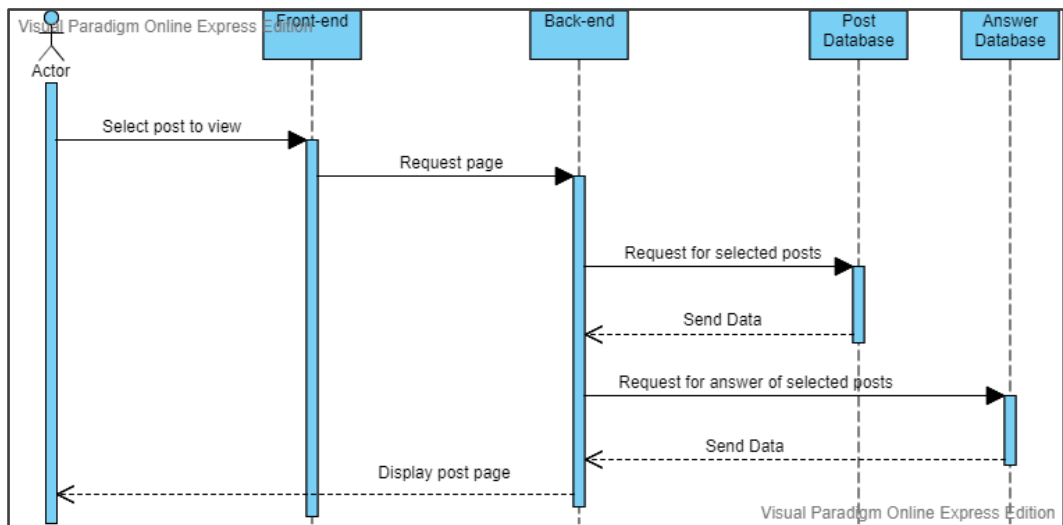 Visual Paradigm Online Express Edition
Front-end
Back-end
Post
Database
Answer
Database
Actor
Select post to view
Request page
Request for selected posts
Send Data
Request for answer of selected posts
Send Data
Display post page
Visual Paradigm Online Express Edition